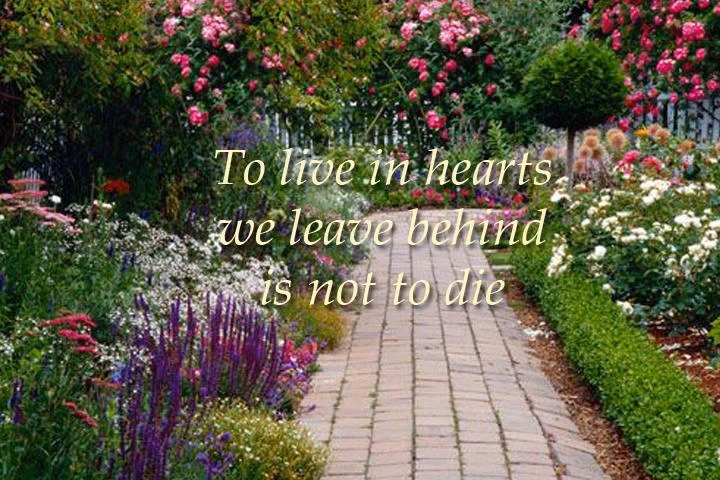 To live in hearts
we leave behind
is not to die